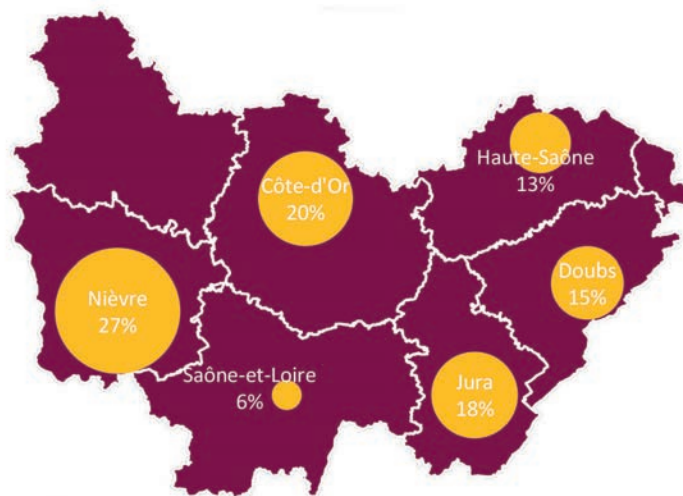 Haute-Saône
13%
Côte-d'Or
20%
Doubs
15%
Nièvre
27%
Saône-et-Loire
6%
Jura
18%